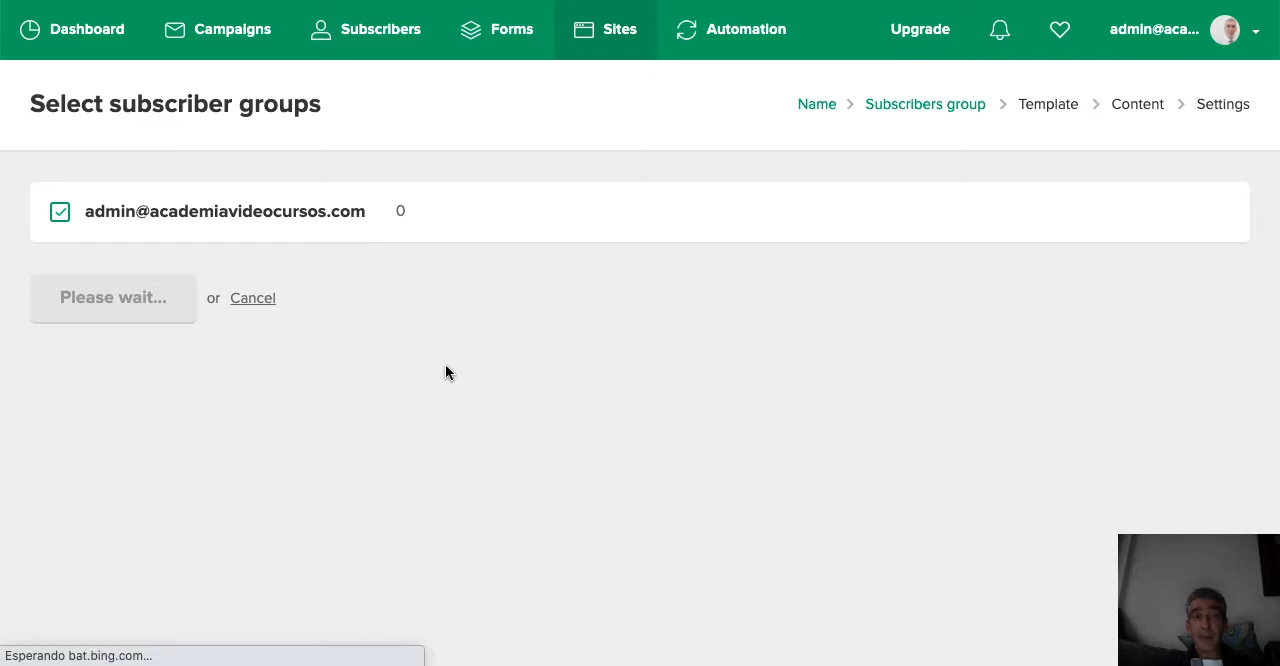 Dashboard
Campaigns
Subscribers
Forms
Sites
Automation
Upgrade
admin@aca...
Select subscriber groups
Name > Subscribers group > Template > Content > Settings
admin@academiavideocursos.com 0
Please wait... or Cancel
Esperando bat.bing.com...